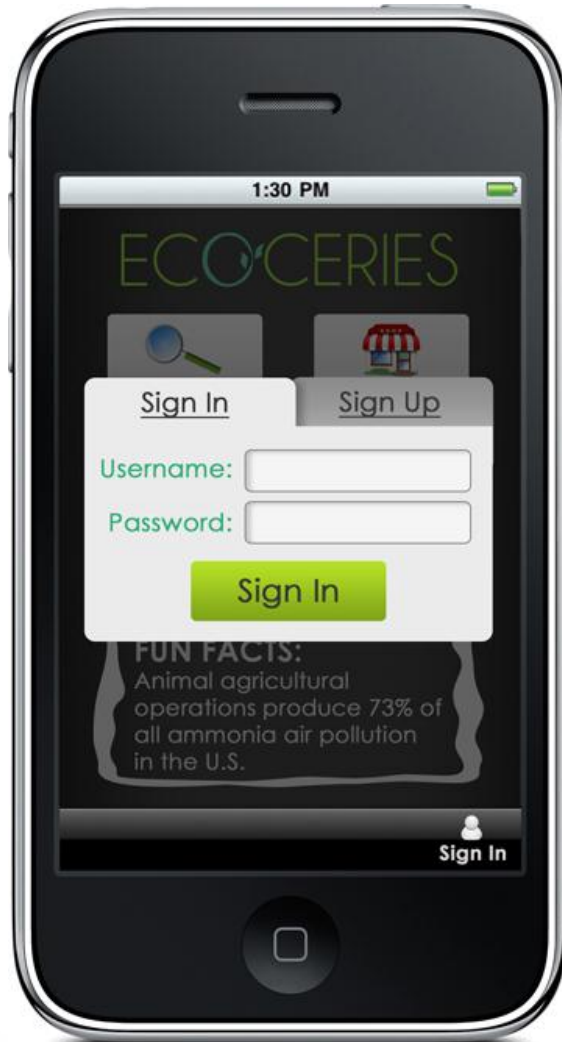 1:30 PM
ECOCERIES
Sign In Sign Up
Username:
Password:
Sign In
FUN FACTS:
Animal agricultural
operations produce 73% of
all ammonia air pollution
in the U.S.
Sign In